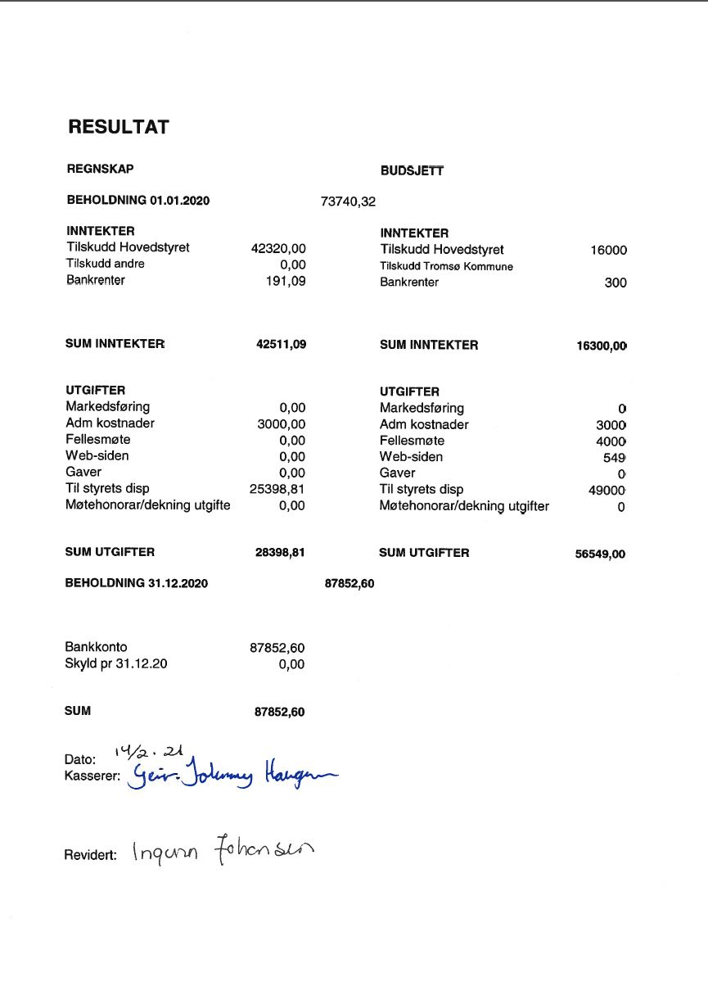 RESULTAT
REGNSKAP BUDSJETT
BEHOLDNING 01.01.2020 73740,32
INNTEKTER INNTEKTER
Tilskudd Hovedstyret 42320,00 Tilskudd Hovedstyret 16000
Tilskudd andre 0,00 Tilskudd Tromsø Kommune
Bankrenter 191,09 Bankrenter 300
SUM INNTEKTER 42511,09 SUM INNTEKTER 16300,00
UTGIFTER UTGIFTER
Markedsføring 0,00 Markedsføring 0
Adm kostnader 3000,00 Adm kostnader 3000
Fellesmøte 0,00 Fellesmøte 4000
Web-siden 0,00 Web-siden 549
Gaver 0,00 Gaver 0
Til styrets disp 25398,81 Til styrets disp 49000
Møtehonorar/dekning utgifte 0,00 Møtehonorar/dekning utgifter 0
SUM UTGIFTER 28398,81 SUM UTGIFTER 56549,00
BEHOLDNING 31.12.2020 87852,60
Bankkonto 87852,60
Skyld pr 31.12.20 0,00
SUM 87852,60
Dato: 14/2. 21
Kasserer: Geir-Johnny Haugen
Revidert: Ingunn Johansen